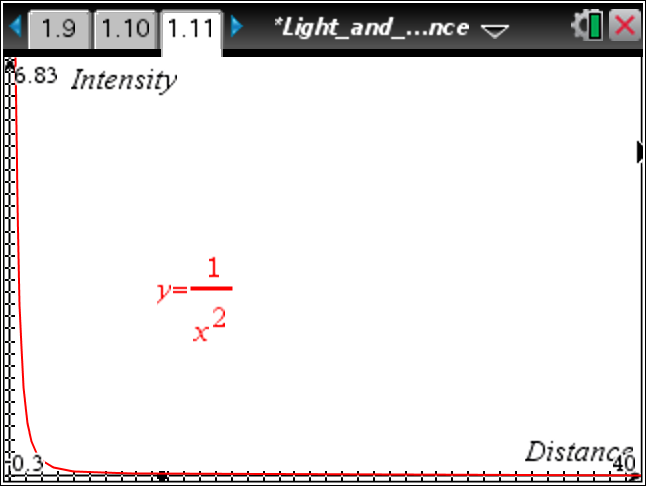 1.9 1.10 1.11 *Light_and_...nce
6.83 Intensity
y=1/x²
Distance
-0.3 40